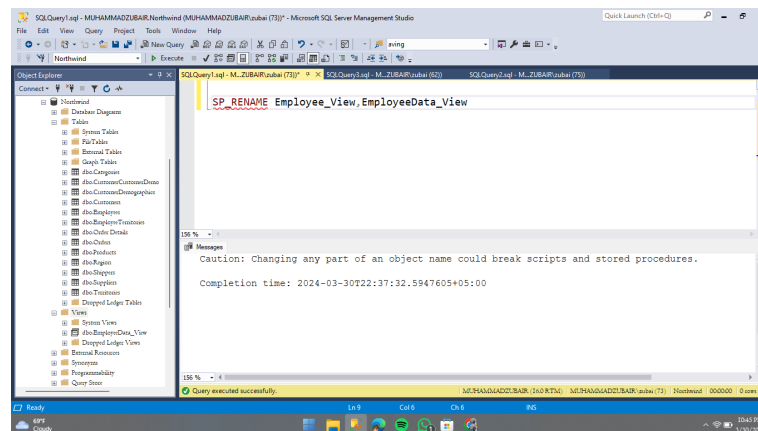 SQLQuery1.sql - MUHAMMADZUBAIR.Northwind (MUHAMMADZUBAIR\zubai (73))* - Microsoft SQL Server Management Studio
Quick Launch (Ctrl+Q)
File Edit View Query Project Tools Window Help
New Query
aving
Northwind
Execute
Object Explorer
SQLQuery1.sql - M...ZUBAIR\zubai (73))*
SQLQuery3.sql - M...ZUBAIR\zubai (62))
SQLQuery2.sql - M...ZUBAIR\zubai (75))
Connect
Northwind
Database Diagrams
Tables
System Tables
FileTables
External Tables
Graph Tables
dbo.Categories
dbo.CustomerCustomerDemo
dbo.CustomerDemographics
dbo.Customers
dbo.Employees
dbo.EmployeeTerritories
dbo.Order Details
dbo.Orders
dbo.Products
dbo.Region
dbo.Shippers
dbo.Suppliers
dbo.Territories
Dropped Ledger Tables
Views
System Views
dbo.EmployeeData_View
Dropped Ledger Views
External Resources
Synonyms
Programmability
Query Store
SP_RENAME Employee_View,EmployeeData_View
156 %
Messages
Caution: Changing any part of an object name could break scripts and stored procedures.
Completion time: 2024-03-30T22:37:32.5947605+05:00
156 %
Query executed successfully.
MUHAMMADZUBAIR (16.0 RTM)
MUHAMMADZUBAIR\zubai (73)
Northwind
00:00:00
0 rows
Ready
Ln 9
Col 6
Ch 6
INS
69°F
Cloudy
10:45 P